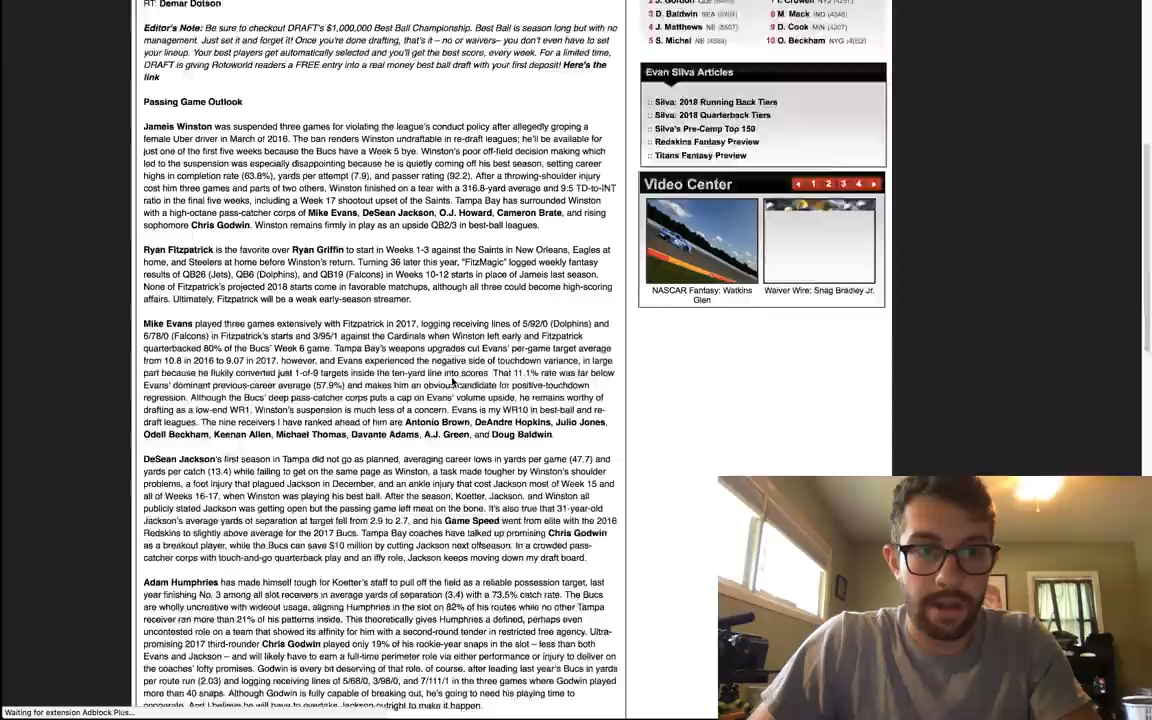 RT: Demar Dotson
Editor's Note: Be sure to checkout DRAFT's $1,000,000 Best Ball Championship. Best Ball is season long but with no
management. Just set it and forget it! Once you're done drafting, that's it – no or waivers– you don't even have to set
your lineup. Your best players get automatically selected and you'll get the best score, every week. For a limited time,
DRAFT is giving Rotoworld readers a FREE entry into a real money best ball draft with your first deposit! Here's the
link
Passing Game Outlook
Jameis Winston was suspended three games for violating the league's conduct policy after allegedly groping a
female Uber driver in March of 2016. The ban renders Winston undraftable in re-draft leagues; he'll be available for
just one of the first five weeks because the Bucs have a Week 5 bye. Winston's poor off-field decision making which
led to the suspension was especially disappointing because he is quietly coming off his best season, setting career
highs in completion rate (63.8%), yards per attempt (7.9), and passer rating (92.2). After a throwing-shoulder injury
cost him three games and parts of two others, Winston finished on a tear with a 316.8-yard average and 9:5 TD-to-INT
ratio in the final five weeks, including a Week 17 shootout upset of the Saints. Tampa Bay has surrounded Winston
with a high-octane pass-catcher corps of Mike Evans, DeSean Jackson, O.J. Howard, Cameron Brate, and rising
sophomore Chris Godwin. Winston remains firmly in play as an upside QB2/3 in best-ball leagues.
Ryan Fitzpatrick is the favorite over Ryan Griffin to start in Weeks 1-3 against the Saints in New Orleans, Eagles at
home, and Steelers at home before Winston's return. Turning 36 later this year, "FitzMagic" logged weekly fantasy
results of QB26 (Jets), QB6 (Dolphins), and QB19 (Falcons) in Weeks 10-12 starts in place of Jameis last season.
None of Fitzpatrick's projected 2018 starts come in favorable matchups, although all three could become high-scoring
affairs. Ultimately, Fitzpatrick will be a weak early-season streamer.
Mike Evans played three games extensively with Fitzpatrick in 2017, logging receiving lines of 5/92/0 (Dolphins) and
6/78/0 (Falcons) in Fitzpatrick's starts and 3/95/1 against the Cardinals when Winston left early and Fitzpatrick
quarterbacked 80% of the Bucs' Week 6 game. Tampa Bay's weapons upgrades cut Evans' per-game target average
from 10.8 in 2016 to 9.07 in 2017, however, and Evans experienced the negative side of touchdown variance, in large
part because he flukily converted just 1-of-9 targets inside the ten-yard line into scores. That 11.1% rate was far below
Evans' dominant previous-career average (57.9%) and makes him an obvious candidate for positive-touchdown
regression. Although the Bucs' deep pass-catcher corps puts a cap on Evans' volume upside, he remains worthy of
drafting as a low-end WR1. Winston's suspension is much less of a concern. Evans is my WR10 in best-ball and re-
draft leagues. The nine receivers I have ranked ahead of him are Antonio Brown, DeAndre Hopkins, Julio Jones,
Odell Beckham, Keenan Allen, Michael Thomas, Davante Adams, A.J. Green, and Doug Baldwin.
DeSean Jackson's first season in Tampa did not go as planned, averaging career lows in yards per game (47.7) and
yards per catch (13.4) while failing to get on the same page as Winston, a task made tougher by Winston's shoulder
problems, a foot injury that plagued Jackson in December, and an ankle injury that cost Jackson most of Week 15 and
all of Weeks 16-17, when Winston was playing his best ball. After the season, Koetter, Jackson, and Winston all
publicly stated Jackson was getting open but the passing game left meat on the bone. It's also true that 31-year-old
Jackson's average yards of separation at target fell from 2.9 to 2.7, and his Game Speed went from elite with the 2016
Redskins to slightly above average for the 2017 Bucs. Tampa Bay coaches have talked up promising Chris Godwin
as a breakout player, while the Bucs can save $10 million by cutting Jackson next offseason. In a crowded pass-
catcher corps with touch-and-go quarterback play and an iffy role, Jackson keeps moving down my draft board.
Adam Humphries has made himself tough for Koetter's staff to pull off the field as a reliable possession target, last
year finishing No. 3 among all slot receivers in average yards of separation (3.4) with a 73.5% catch rate. The Bucs
are wholly uncreative with wideout usage, aligning Humphries in the slot on 82% of his routes while no other Tampa
receiver ran more than 21% of his patterns inside. This theoretically gives Humphries a defined, perhaps even
uncontested role on a team that showed its affinity for him with a second-round tender in restricted free agency. Ultra-
promising 2017 third-rounder Chris Godwin played only 19% of his rookie-year snaps in the slot – less than both
Evans and Jackson – and will likely have to earn a full-time perimeter role via either performance or injury to deliver on
the coaches' lofty promises. Godwin is every bit deserving of that role, of course, after leading last year's Bucs in yards
per route run (2.03) and logging receiving lines of 5/68/0, 3/98/0, and 7/111/1 in the three games where Godwin played
more than 40 snaps. Although Godwin is fully capable of breaking out, he's going to need his playing time to
cooperate. And I believe he will have to overtake Jackson outright to make it happen.
3 D. Baldwin SEA
8 M. Mack IND (4246)
4 J. Matthews NE (5507)
9 D. Cook MIN (4207)
5 S. Michel NE (4569)
10 O. Beckham NYG (4052)
Evan Silva Articles
:: Silva: 2018 Running Back Tiers
:: Silva: 2018 Quarterback Tiers
:: Silva's Pre-Camp Top 150
:: Redskins Fantasy Preview
:: Titans Fantasy Preview
Video Center
1 2 3 4
NASCAR Fantasy: Watkins
Glen
Waiver Wire: Snag Bradley Jr.
Waiting for extension Adblock Plus...